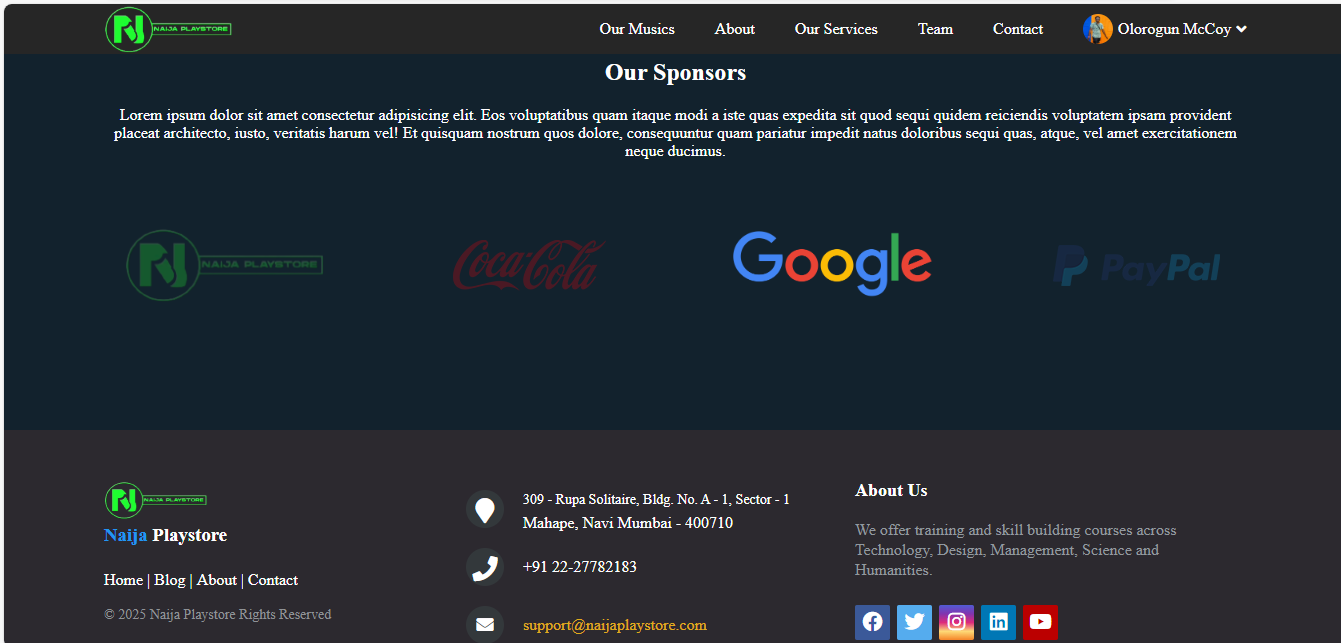 NAIJA PLAYSTORE
Our Musics
About
Our Services
Team
Contact
Olorogun McCoy
Our Sponsors
Lorem ipsum dolor sit amet consectetur adipisicing elit. Eos voluptatibus quam itaque modi a iste quas expedita sit quod sequi quidem reiciendis voluptatem ipsam provident
placeat architecto, iusto, veritatis harum vel! Et quisquam nostrum quos dolore, consequuntur quam pariatur impedit natus doloribus sequi quas, atque, vel amet exercitationem
neque ducimus.
NAIJA PLAYSTORE
Coca-Cola
Google
PayPal
NAIJA PLAYSTORE
Naija Playstore
Home | Blog | About | Contact
© 2025 Naija Playstore Rights Reserved
309 - Rupa Solitaire, Bldg. No. A - 1, Sector - 1
Mahape, Navi Mumbai - 400710
+91 22-27782183
support@naijaplaystore.com
About Us
We offer training and skill building courses across
Technology, Design, Management, Science and
Humanities.